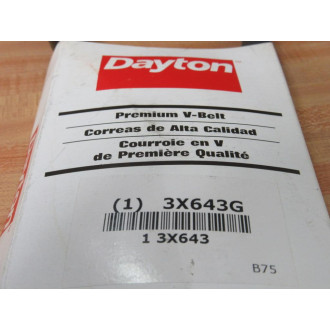 Dayton
Premium V-Belt
Correas de Alta Calidad
Courroie en V
de Première Qualité
(1) 3X643G
1 3X643
B75